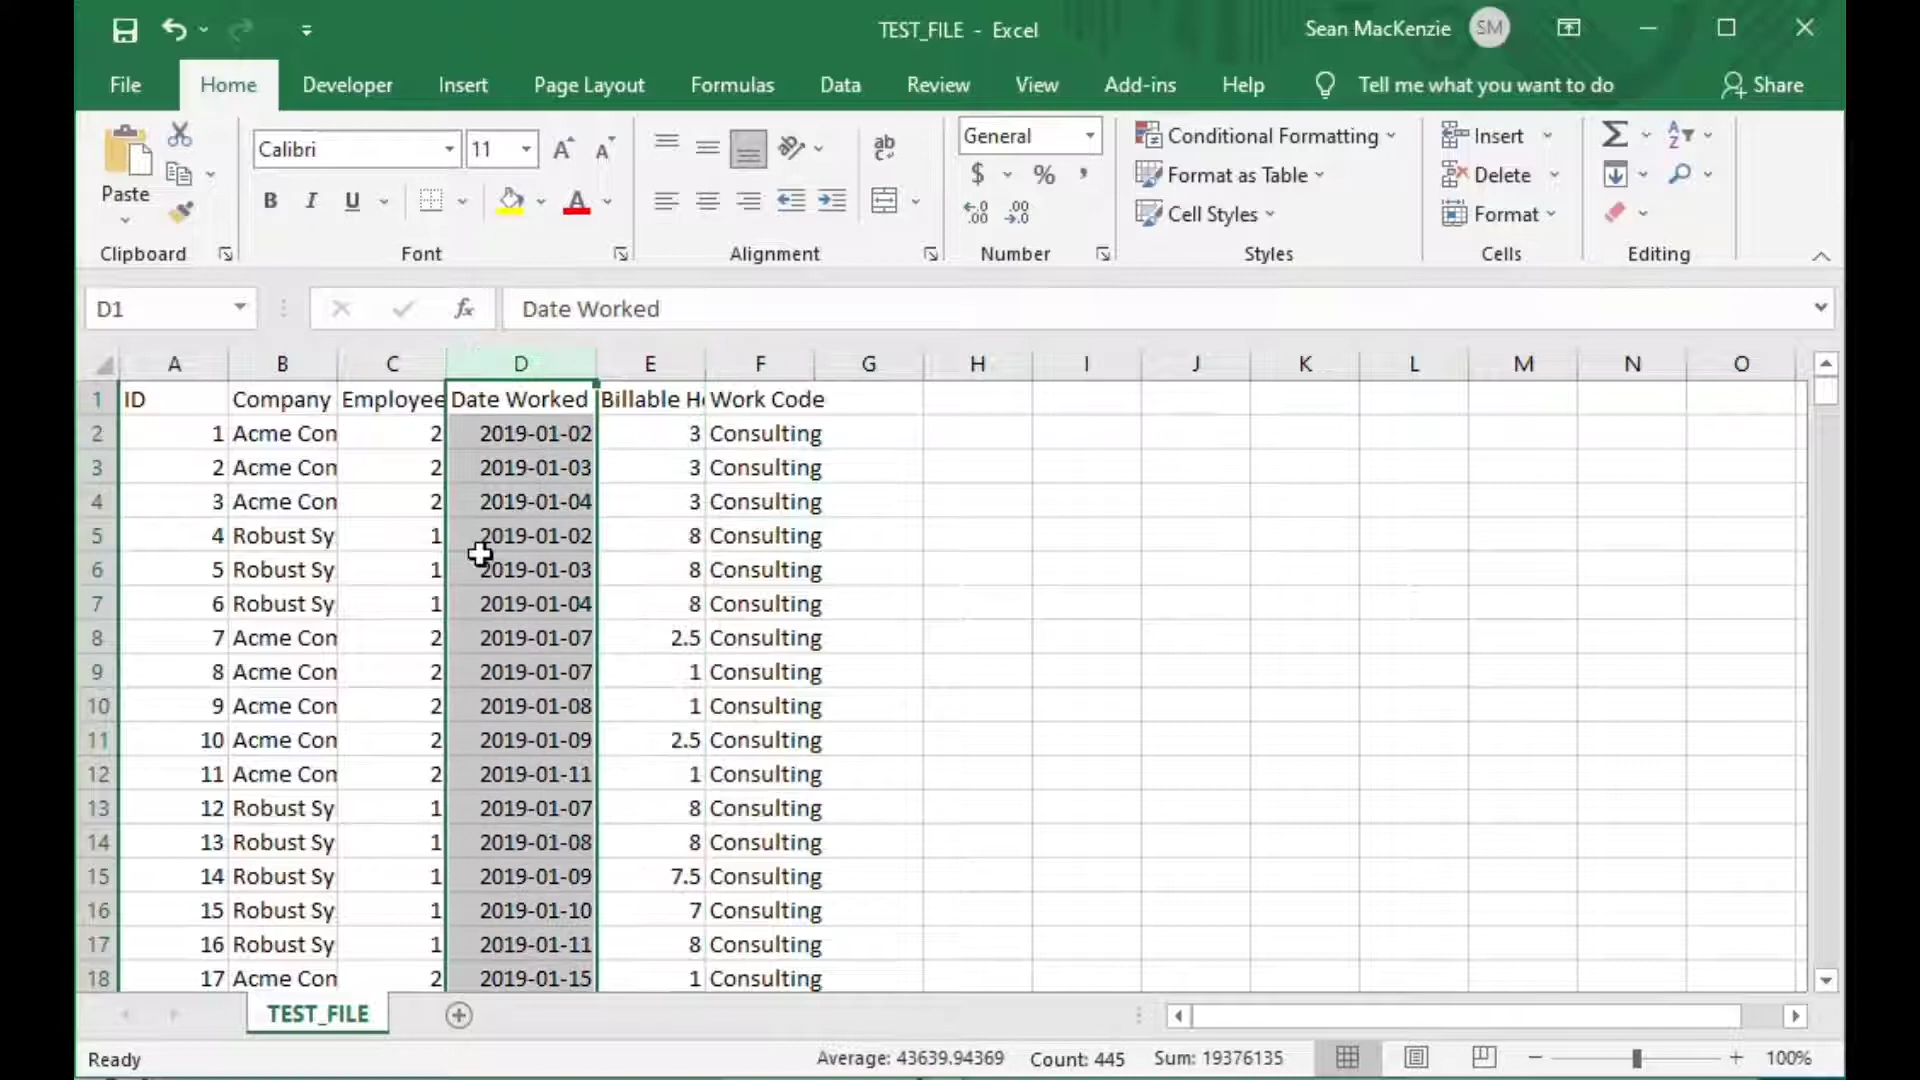 TEST_FILE - Excel
Sean MacKenzie SM
File Home Developer Insert Page Layout Formulas Data Review View Add-ins Help Tell me what you want to do Share
Paste
Calibri 11
B I U A
ab
General
$ % ,
Conditional Formatting
Format as Table
Cell Styles
Insert
Delete
Format
Clipboard Font Alignment Number Styles Cells Editing
D1 fx Date Worked
A B C D E F G H I J K L M N O
1 ID Company Employee Date Worked Billable Ho Work Code
2 1 Acme Con 2 2019-01-02 3 Consulting
3 2 Acme Con 2 2019-01-03 3 Consulting
4 3 Acme Con 2 2019-01-04 3 Consulting
5 4 Robust Sy 1 2019-01-02 8 Consulting
6 5 Robust Sy 1 2019-01-03 8 Consulting
7 6 Robust Sy 1 2019-01-04 8 Consulting
8 7 Acme Con 2 2019-01-07 2.5 Consulting
9 8 Acme Con 2 2019-01-07 1 Consulting
10 9 Acme Con 2 2019-01-08 1 Consulting
11 10 Acme Con 2 2019-01-09 2.5 Consulting
12 11 Acme Con 2 2019-01-11 1 Consulting
13 12 Robust Sy 1 2019-01-07 8 Consulting
14 13 Robust Sy 1 2019-01-08 8 Consulting
15 14 Robust Sy 1 2019-01-09 7.5 Consulting
16 15 Robust Sy 1 2019-01-10 7 Consulting
17 16 Robust Sy 1 2019-01-11 8 Consulting
18 17 Acme Con 2 2019-01-15 1 Consulting
TEST_FILE
Ready Average: 43639.94369 Count: 445 Sum: 19376135 100%